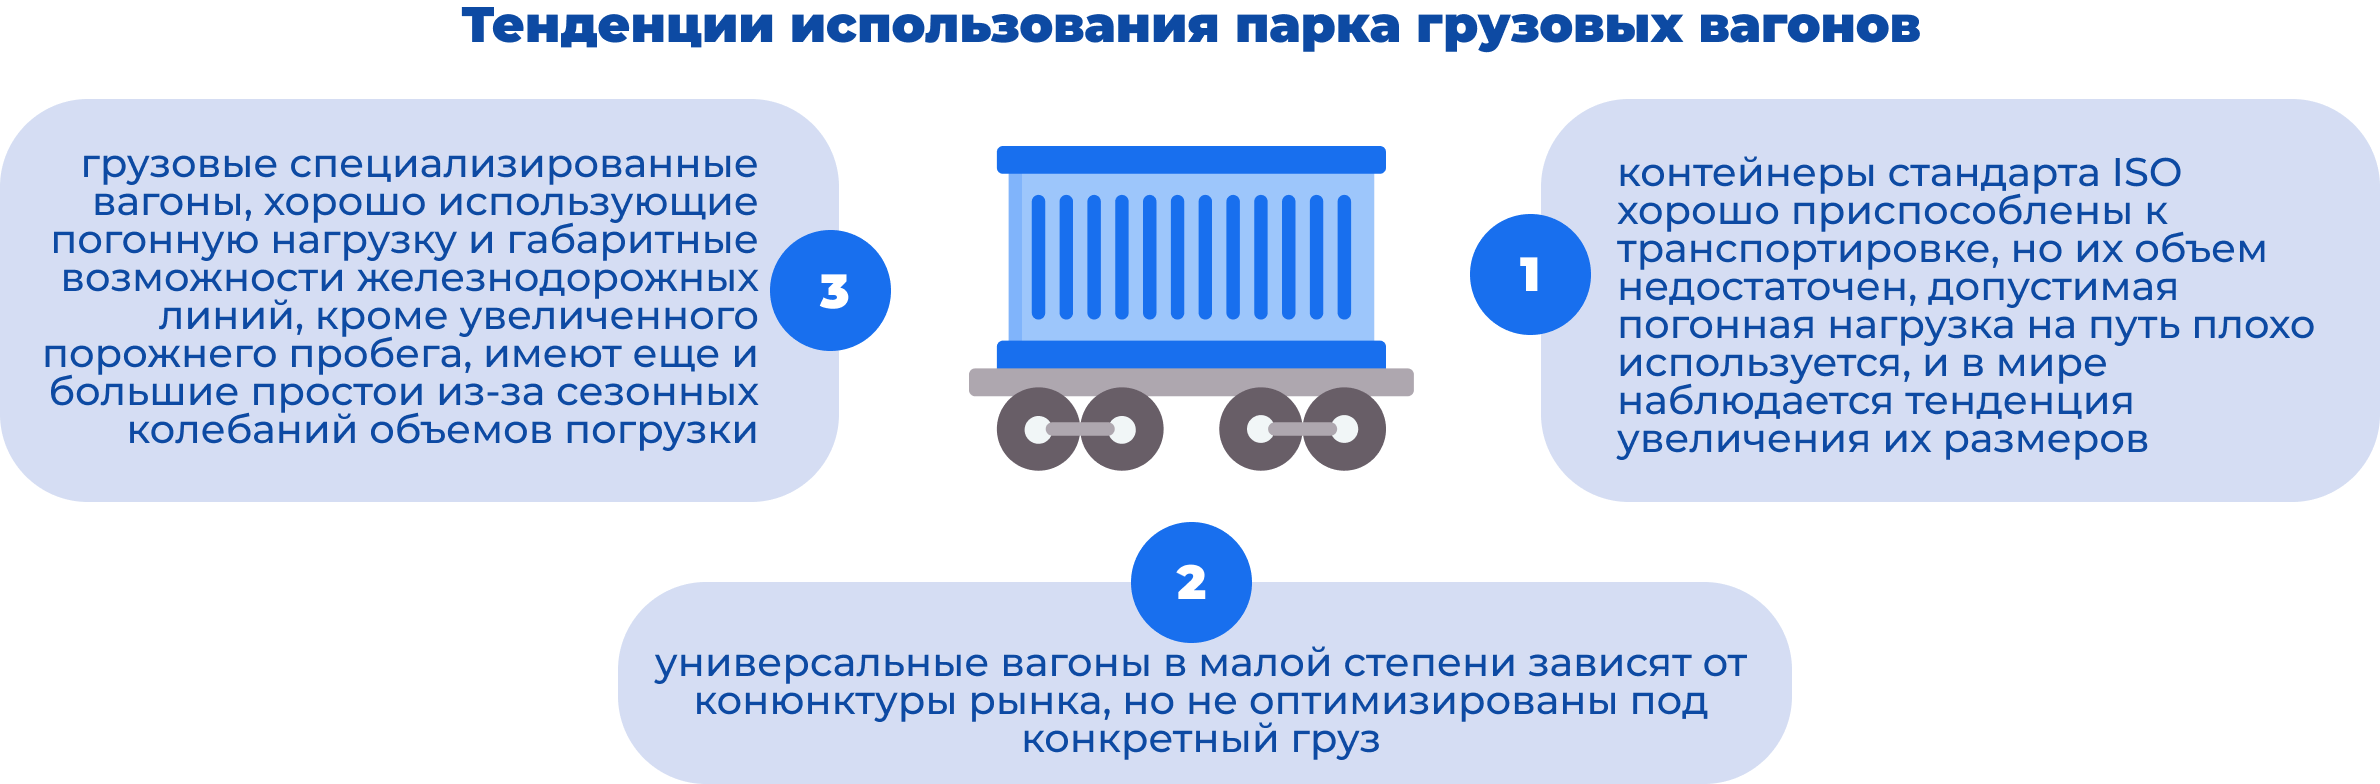 Тенденции использования парка грузовых вагонов
1
контейнеры стандарта ISO
хорошо приспособлены к
транспортировке, но их объем
недостаточен, допустимая
погонная нагрузка на путь плохо
используется, и в мире
наблюдается тенденция
увеличения их размеров
2
универсальные вагоны в малой степени зависят от
конюнктуры рынка, но не оптимизированы под
конкретный груз
3
грузовые специализированные
вагоны, хорошо использующие
погонную нагрузку и габаритные
возможности железнодорожных
линий, кроме увеличенного
порожнего пробега, имеют еще и
большие простои из-за сезонных
колебаний объемов погрузки